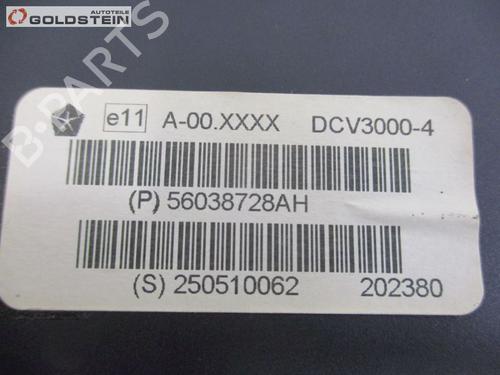 AUTOTEILE
GOLDSTEIN
B-PARTS
e11 A-00.XXXX DCV3000-4
(P) 56038728AH
(S) 250510062 202380